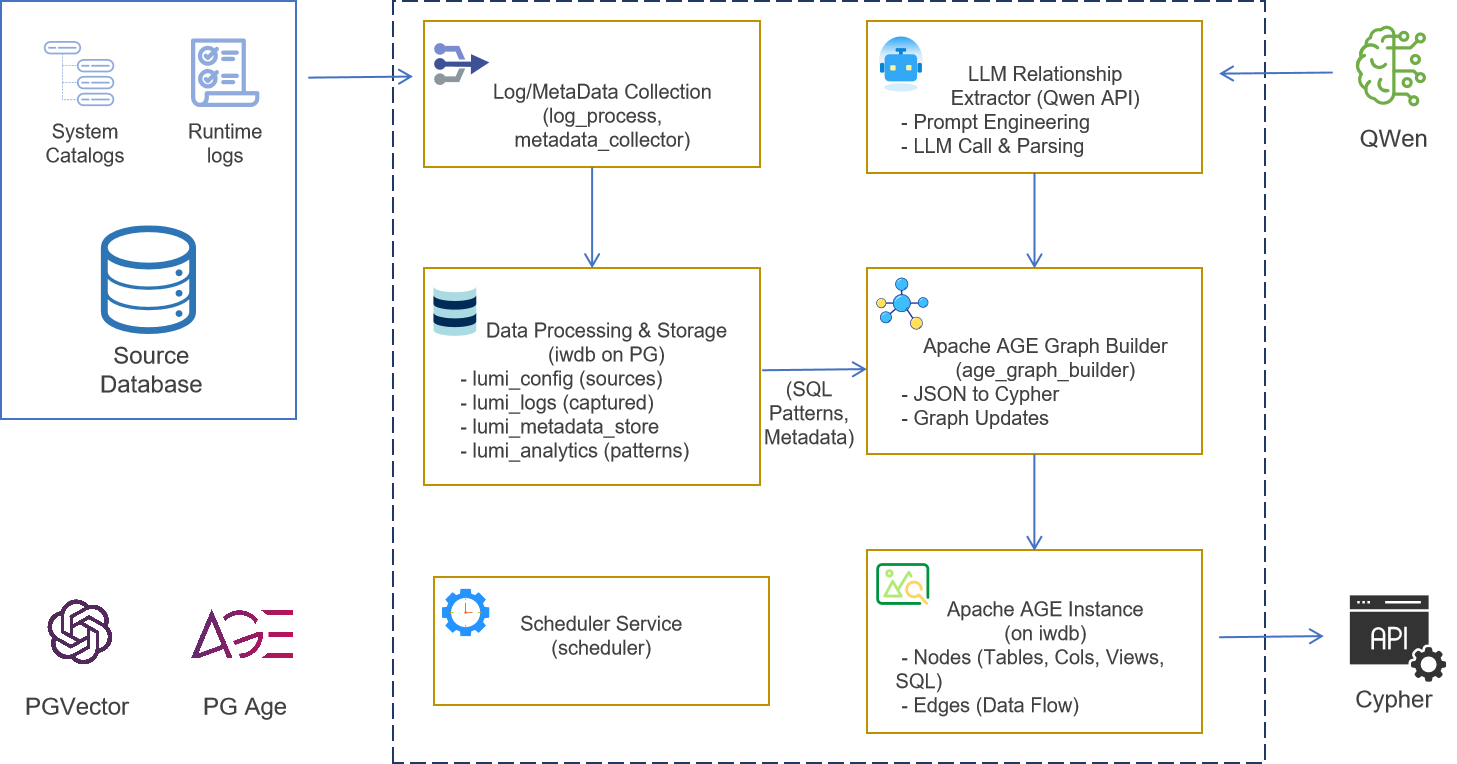 System
Catalogs
Runtime
logs
Source
Database
PGVector
AGE
PG Age
Log/MetaData Collection
(log_process,
metadata_collector)
Data Processing & Storage
(iwdb on PG)
- lumi_config (sources)
- lumi_logs (captured)
- lumi_metadata_store
- lumi_analytics (patterns)
(SQL
Patterns,
Metadata)
Scheduler Service
(scheduler)
LLM Relationship
Extractor (Qwen API)
- Prompt Engineering
- LLM Call & Parsing
Apache AGE Graph Builder
(age_graph_builder)
- JSON to Cypher
- Graph Updates
Apache AGE Instance
(on iwdb)
- Nodes (Tables, Cols, Views,
SQL)
- Edges (Data Flow)
QWen
API
Cypher